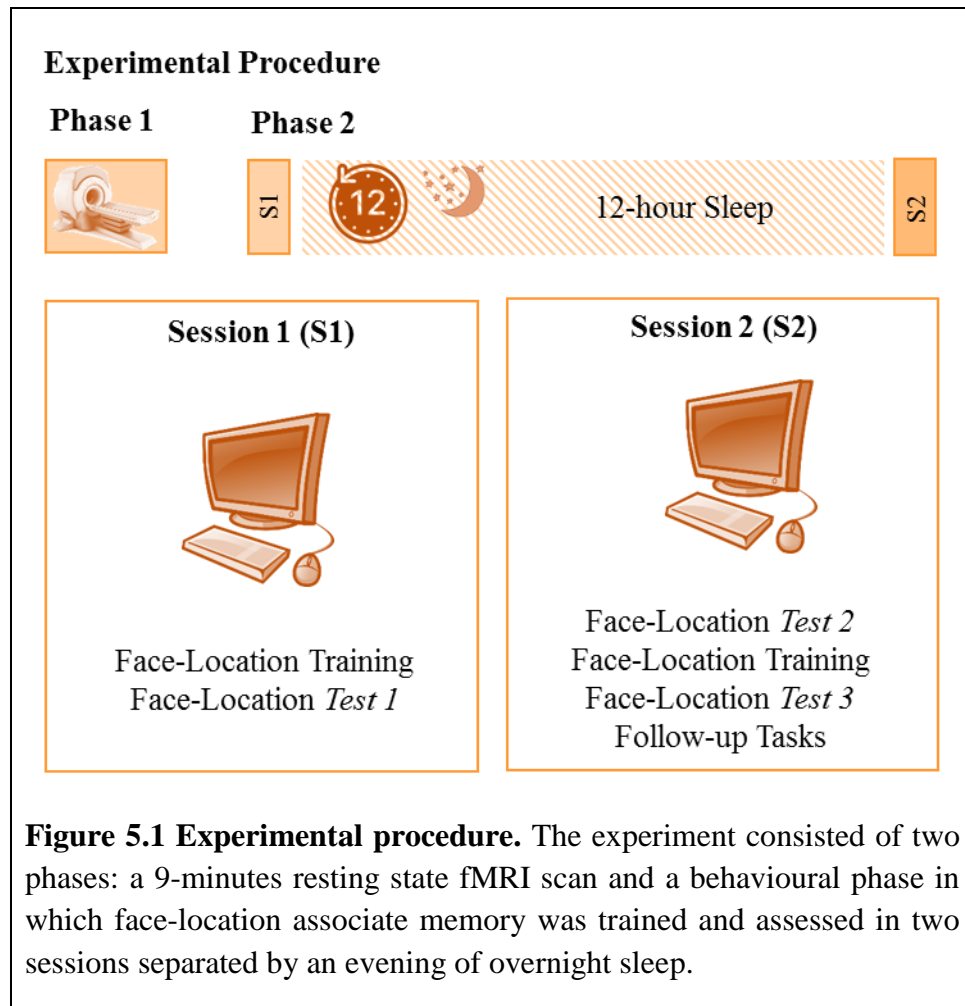 Experimental Procedure
Phase 1
Phase 2
S1
12
12-hour Sleep
S2
Session 1 (S1)
Face-Location Training
Face-Location Test 1
Session 2 (S2)
Face-Location Test 2
Face-Location Training
Face-Location Test 3
Follow-up Tasks
Figure 5.1 Experimental procedure. The experiment consisted of two
phases: a 9-minutes resting state fMRI scan and a behavioural phase in
which face-location associate memory was trained and assessed in two
sessions separated by an evening of overnight sleep.